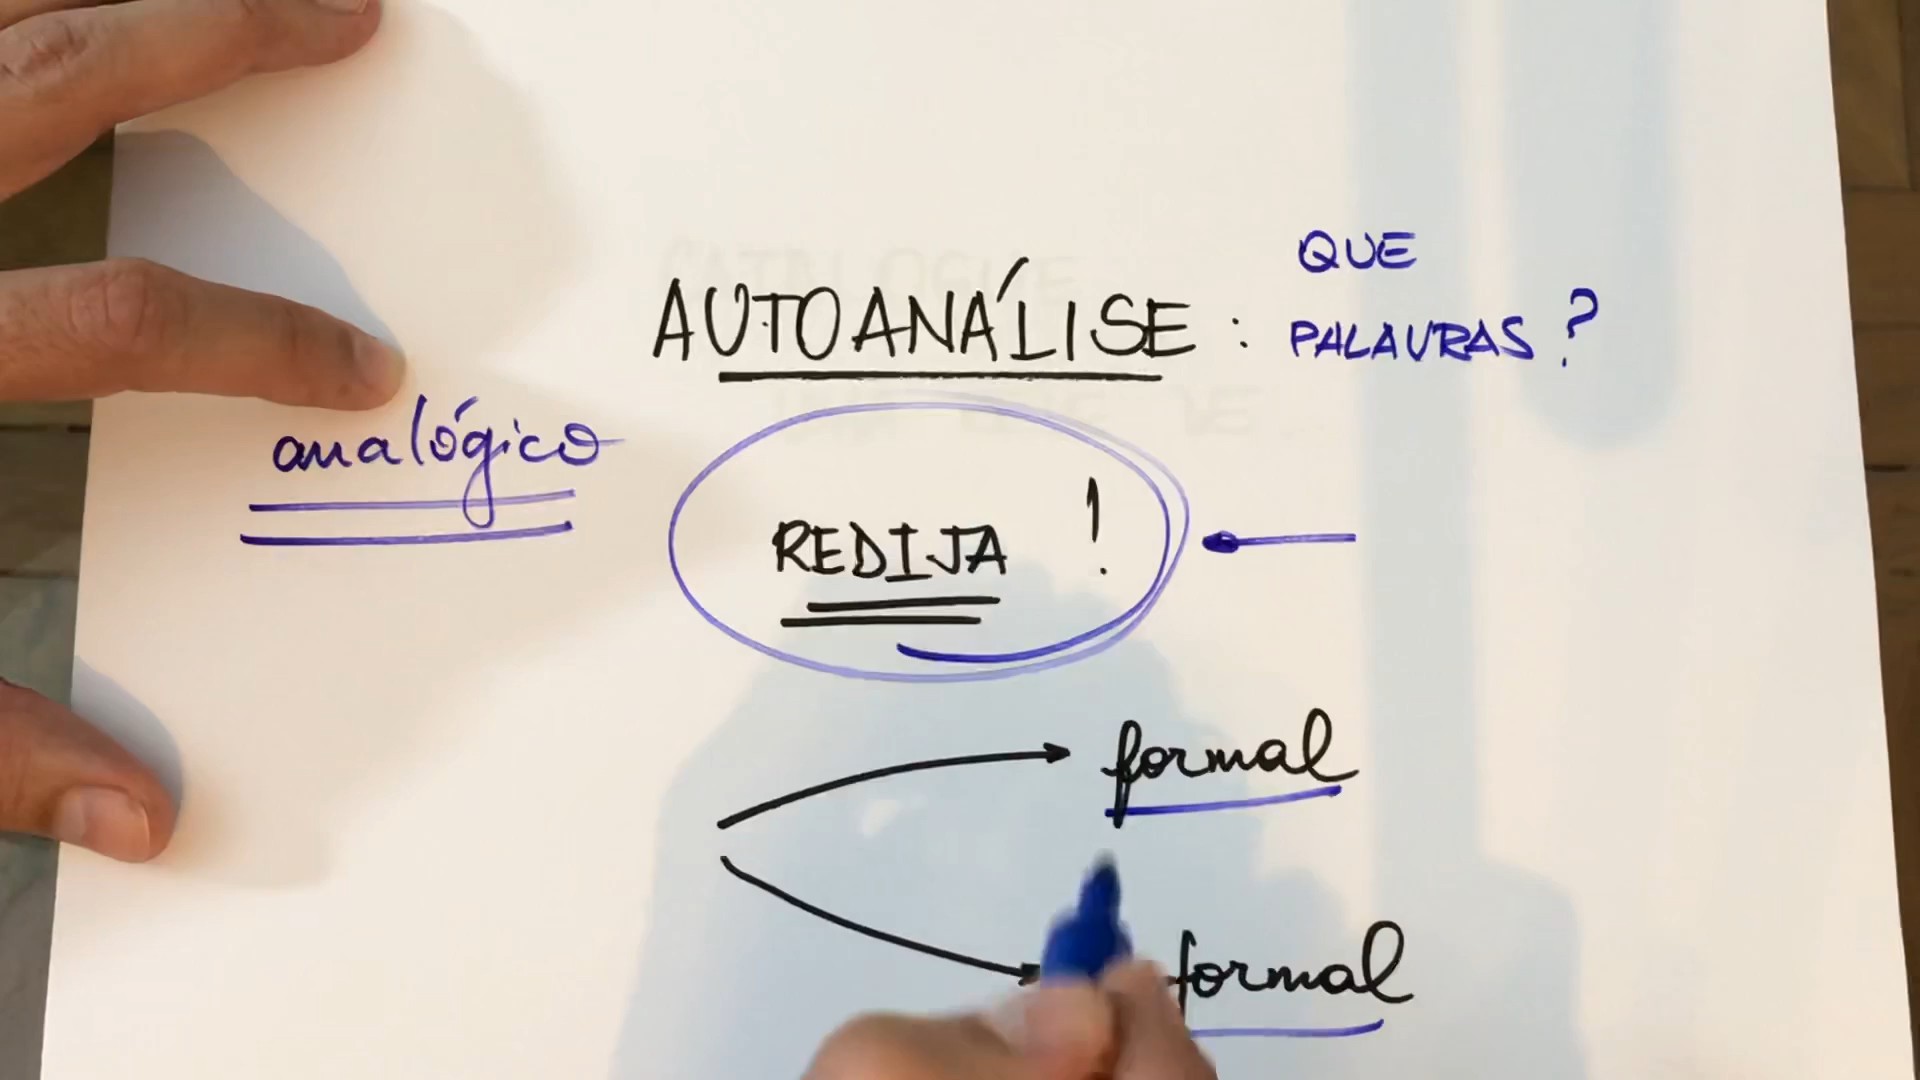 QUE
AUTOANÁLISE : PALAVRAS ?
analógico
REDIJA !
formal
formal